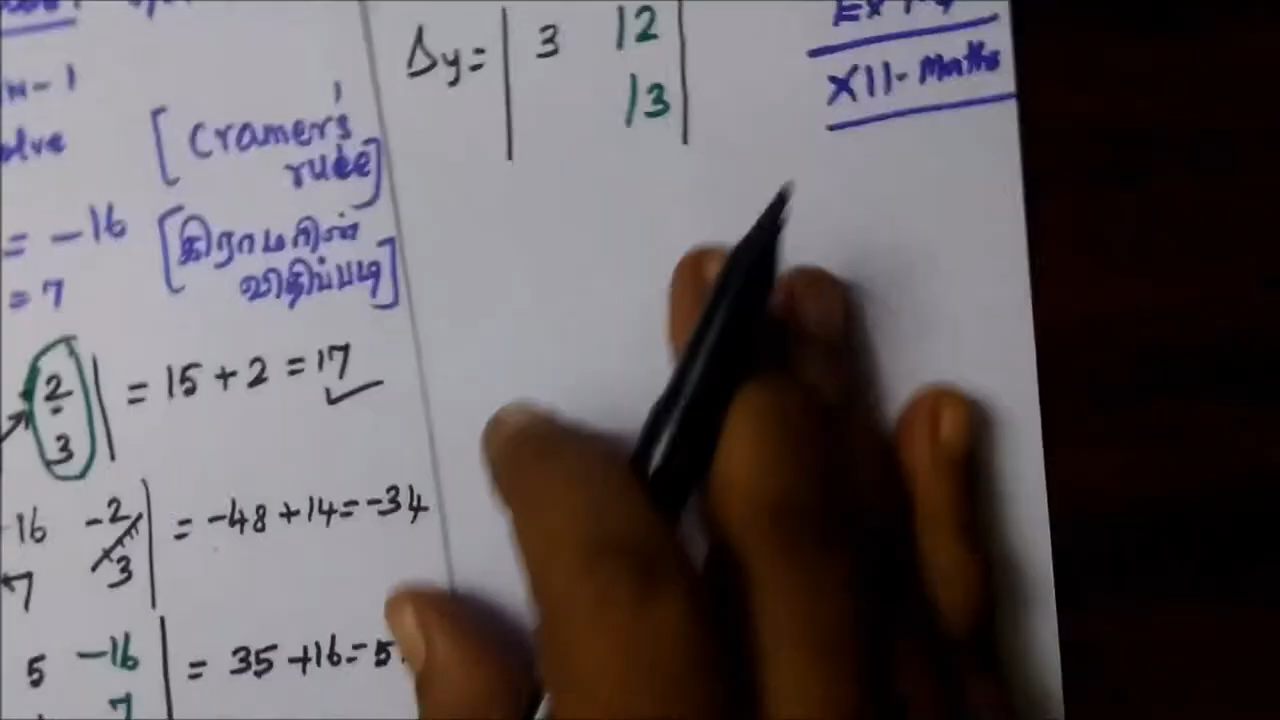 [Cramer's rule]
= -16
[கிராமரின் விதிப்படி]
= 7
2
3
= 15 + 2 = 17
16 -2
7 3
= -48 + 14 = -34
5 -16
7
= 35 + 16 =
Δy = | 3 12
13 |
XII - Maths